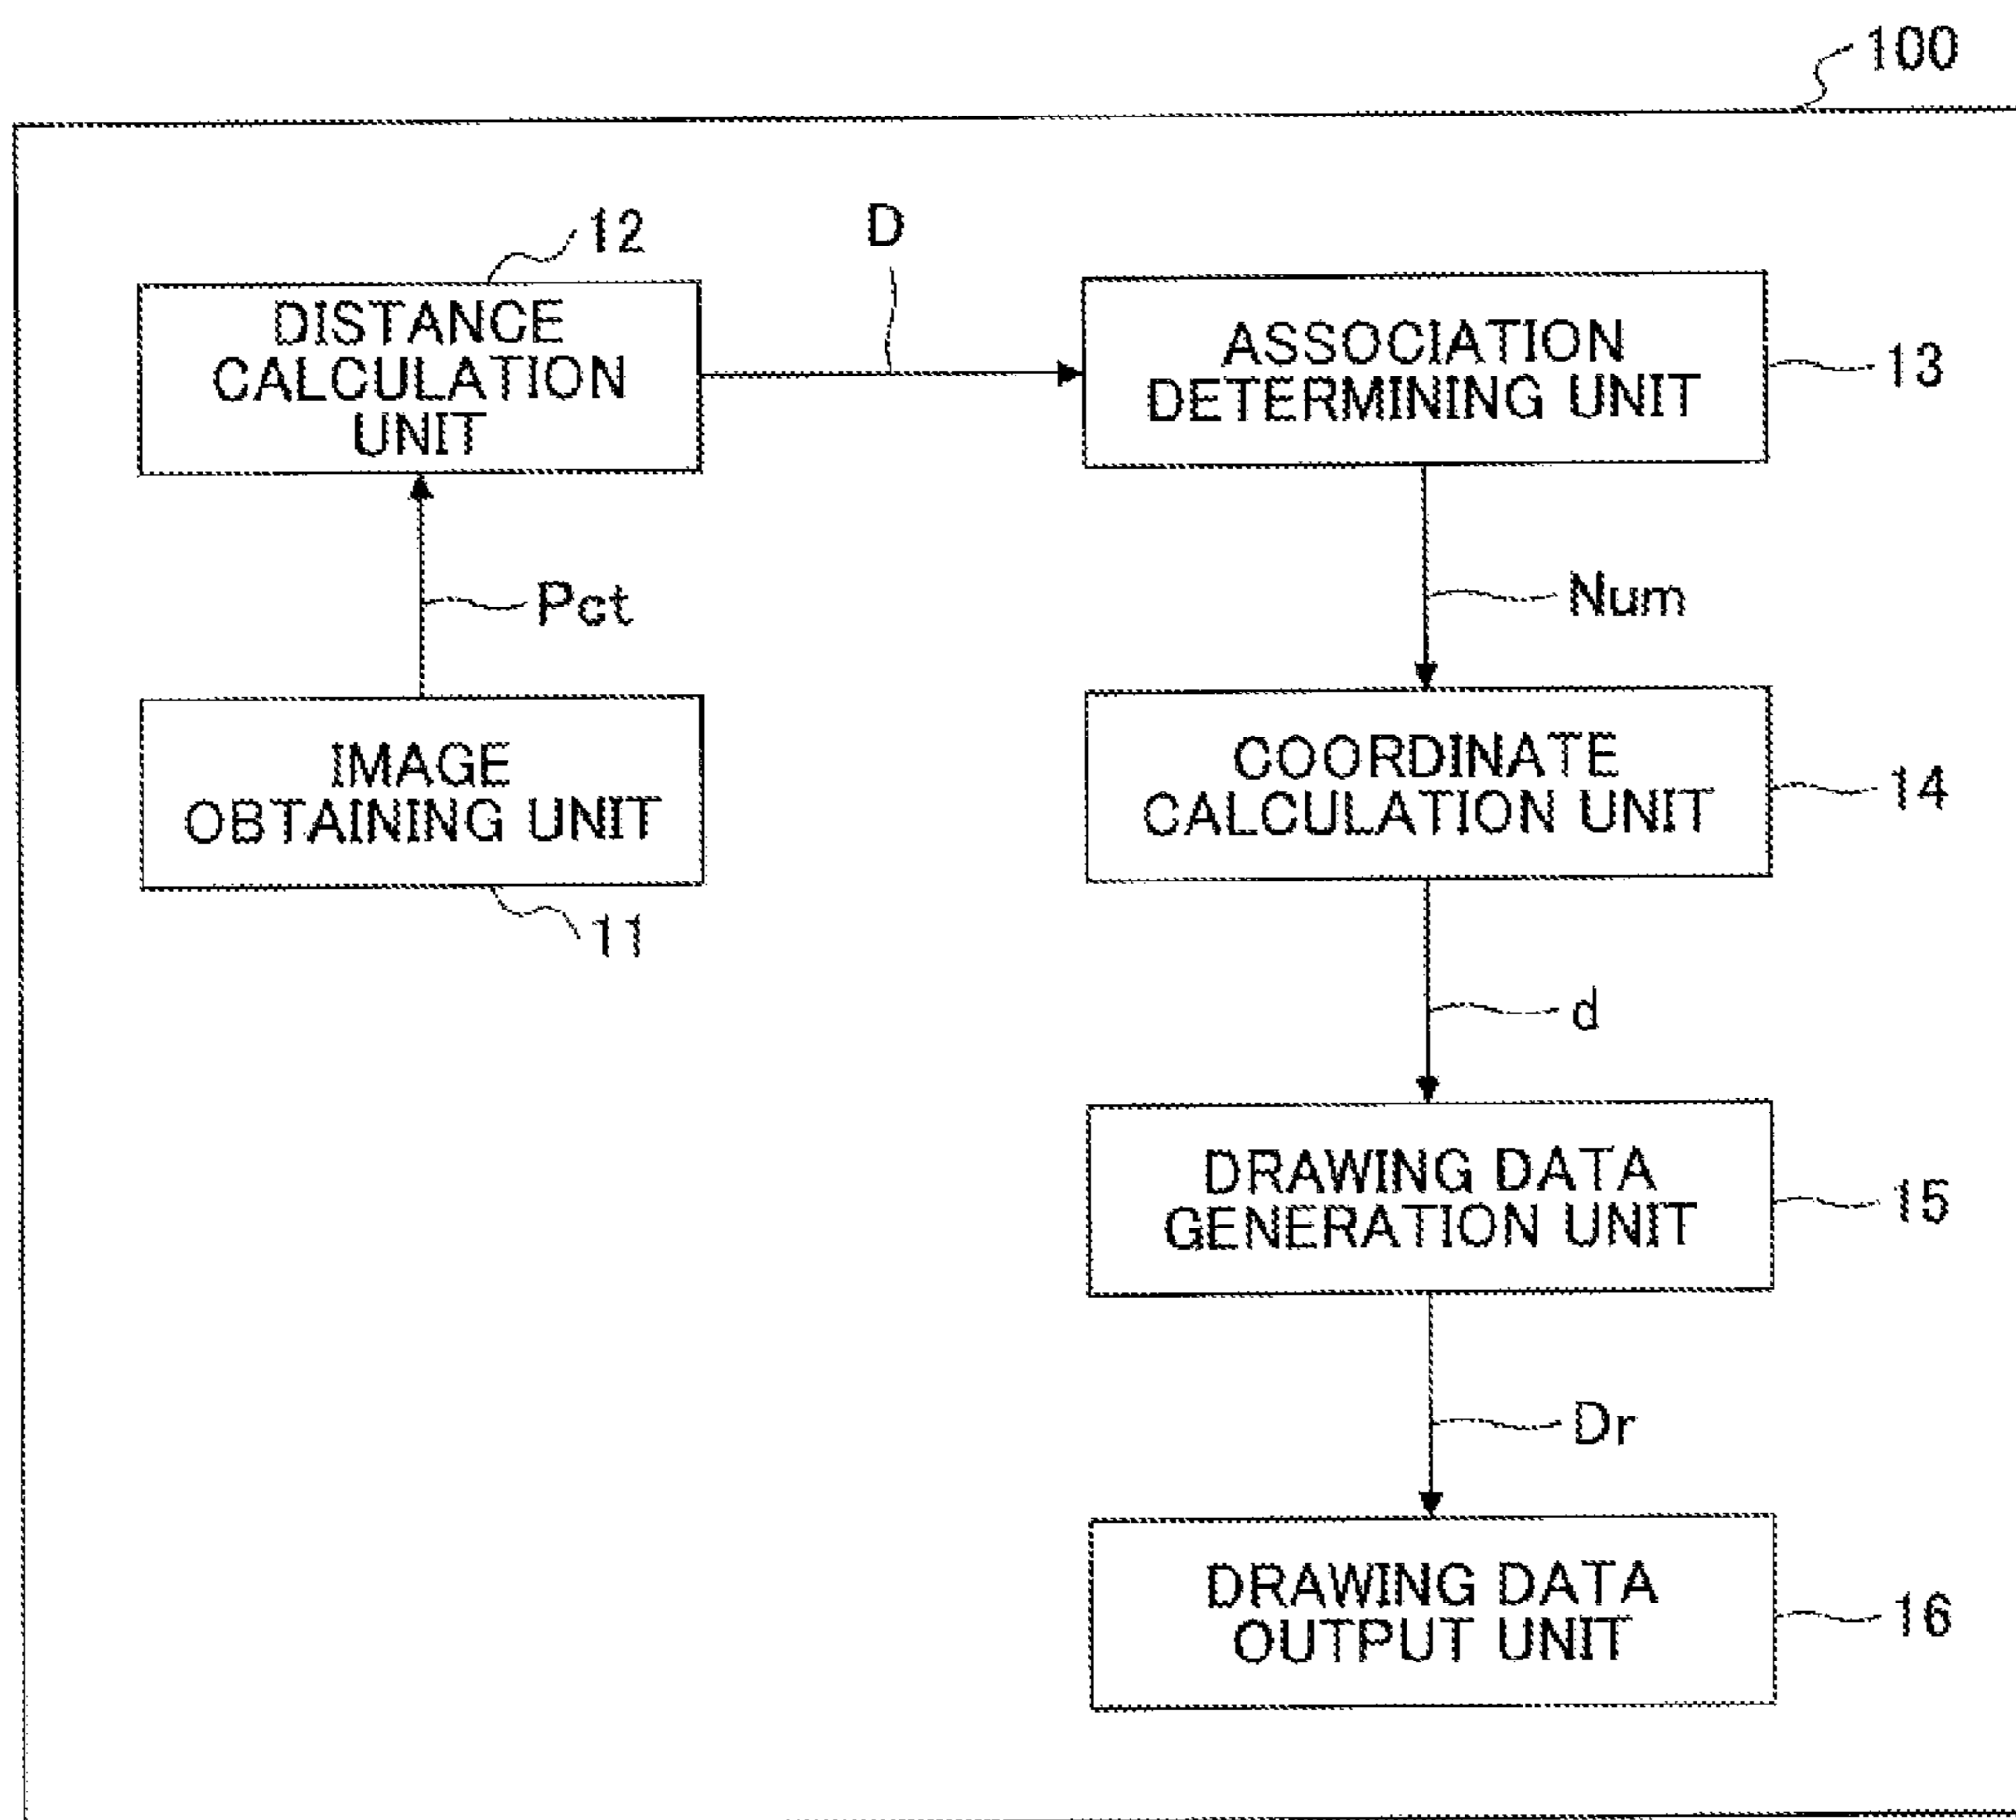 100
12
D
DISTANCE
CALCULATION
UNIT
ASSOCIATION
DETERMINING UNIT
13
Pct
Num
IMAGE
OBTAINING UNIT
11
COORDINATE
CALCULATION UNIT
14
d
DRAWING DATA
GENERATION UNIT
15
Dr
DRAWING DATA
OUTPUT UNIT
16